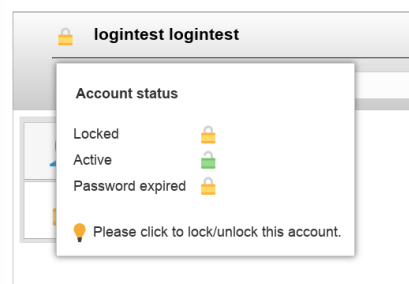 logintest logintest
Account status
Locked
Active
Password expired
Please click to lock/unlock this account.